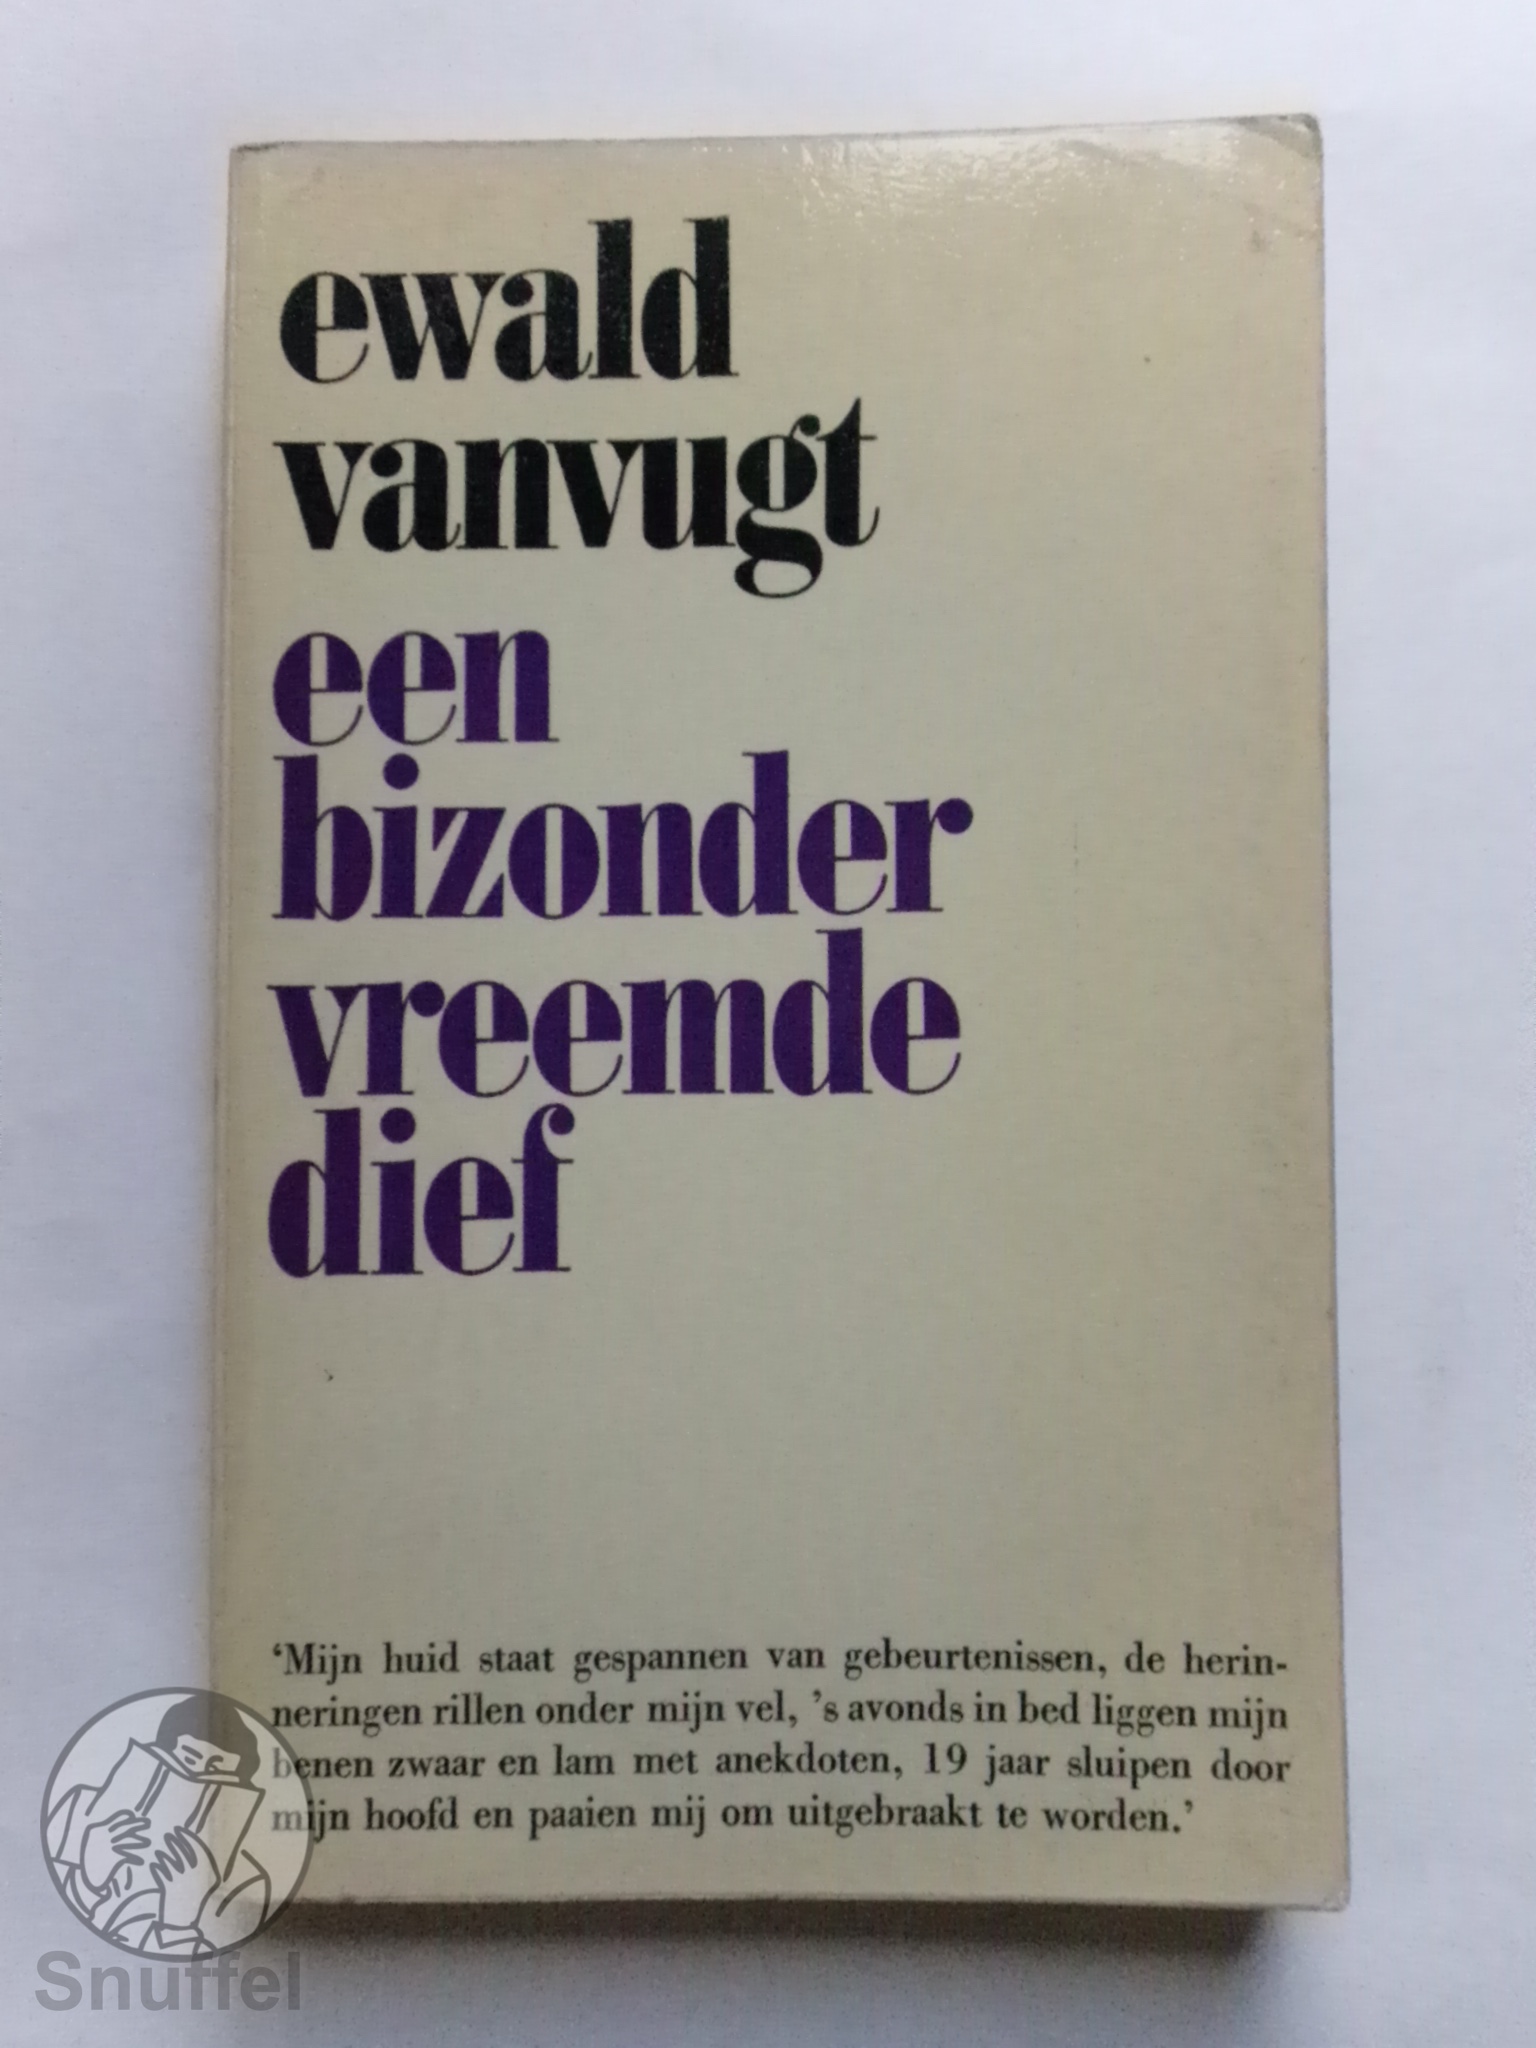 ewald
vanvugt
een
bizonder
vreemde
dief
‘Mijn huid staat gespannen van gebeurtenissen, de herin-
neringen rillen onder mijn vel, ’s avonds in bed liggen mijn
benen zwaar en lam met anekdoten, 19 jaar sluipen door
mijn hoofd en paaien mij om uitgebraakt te worden.’
Snuffel